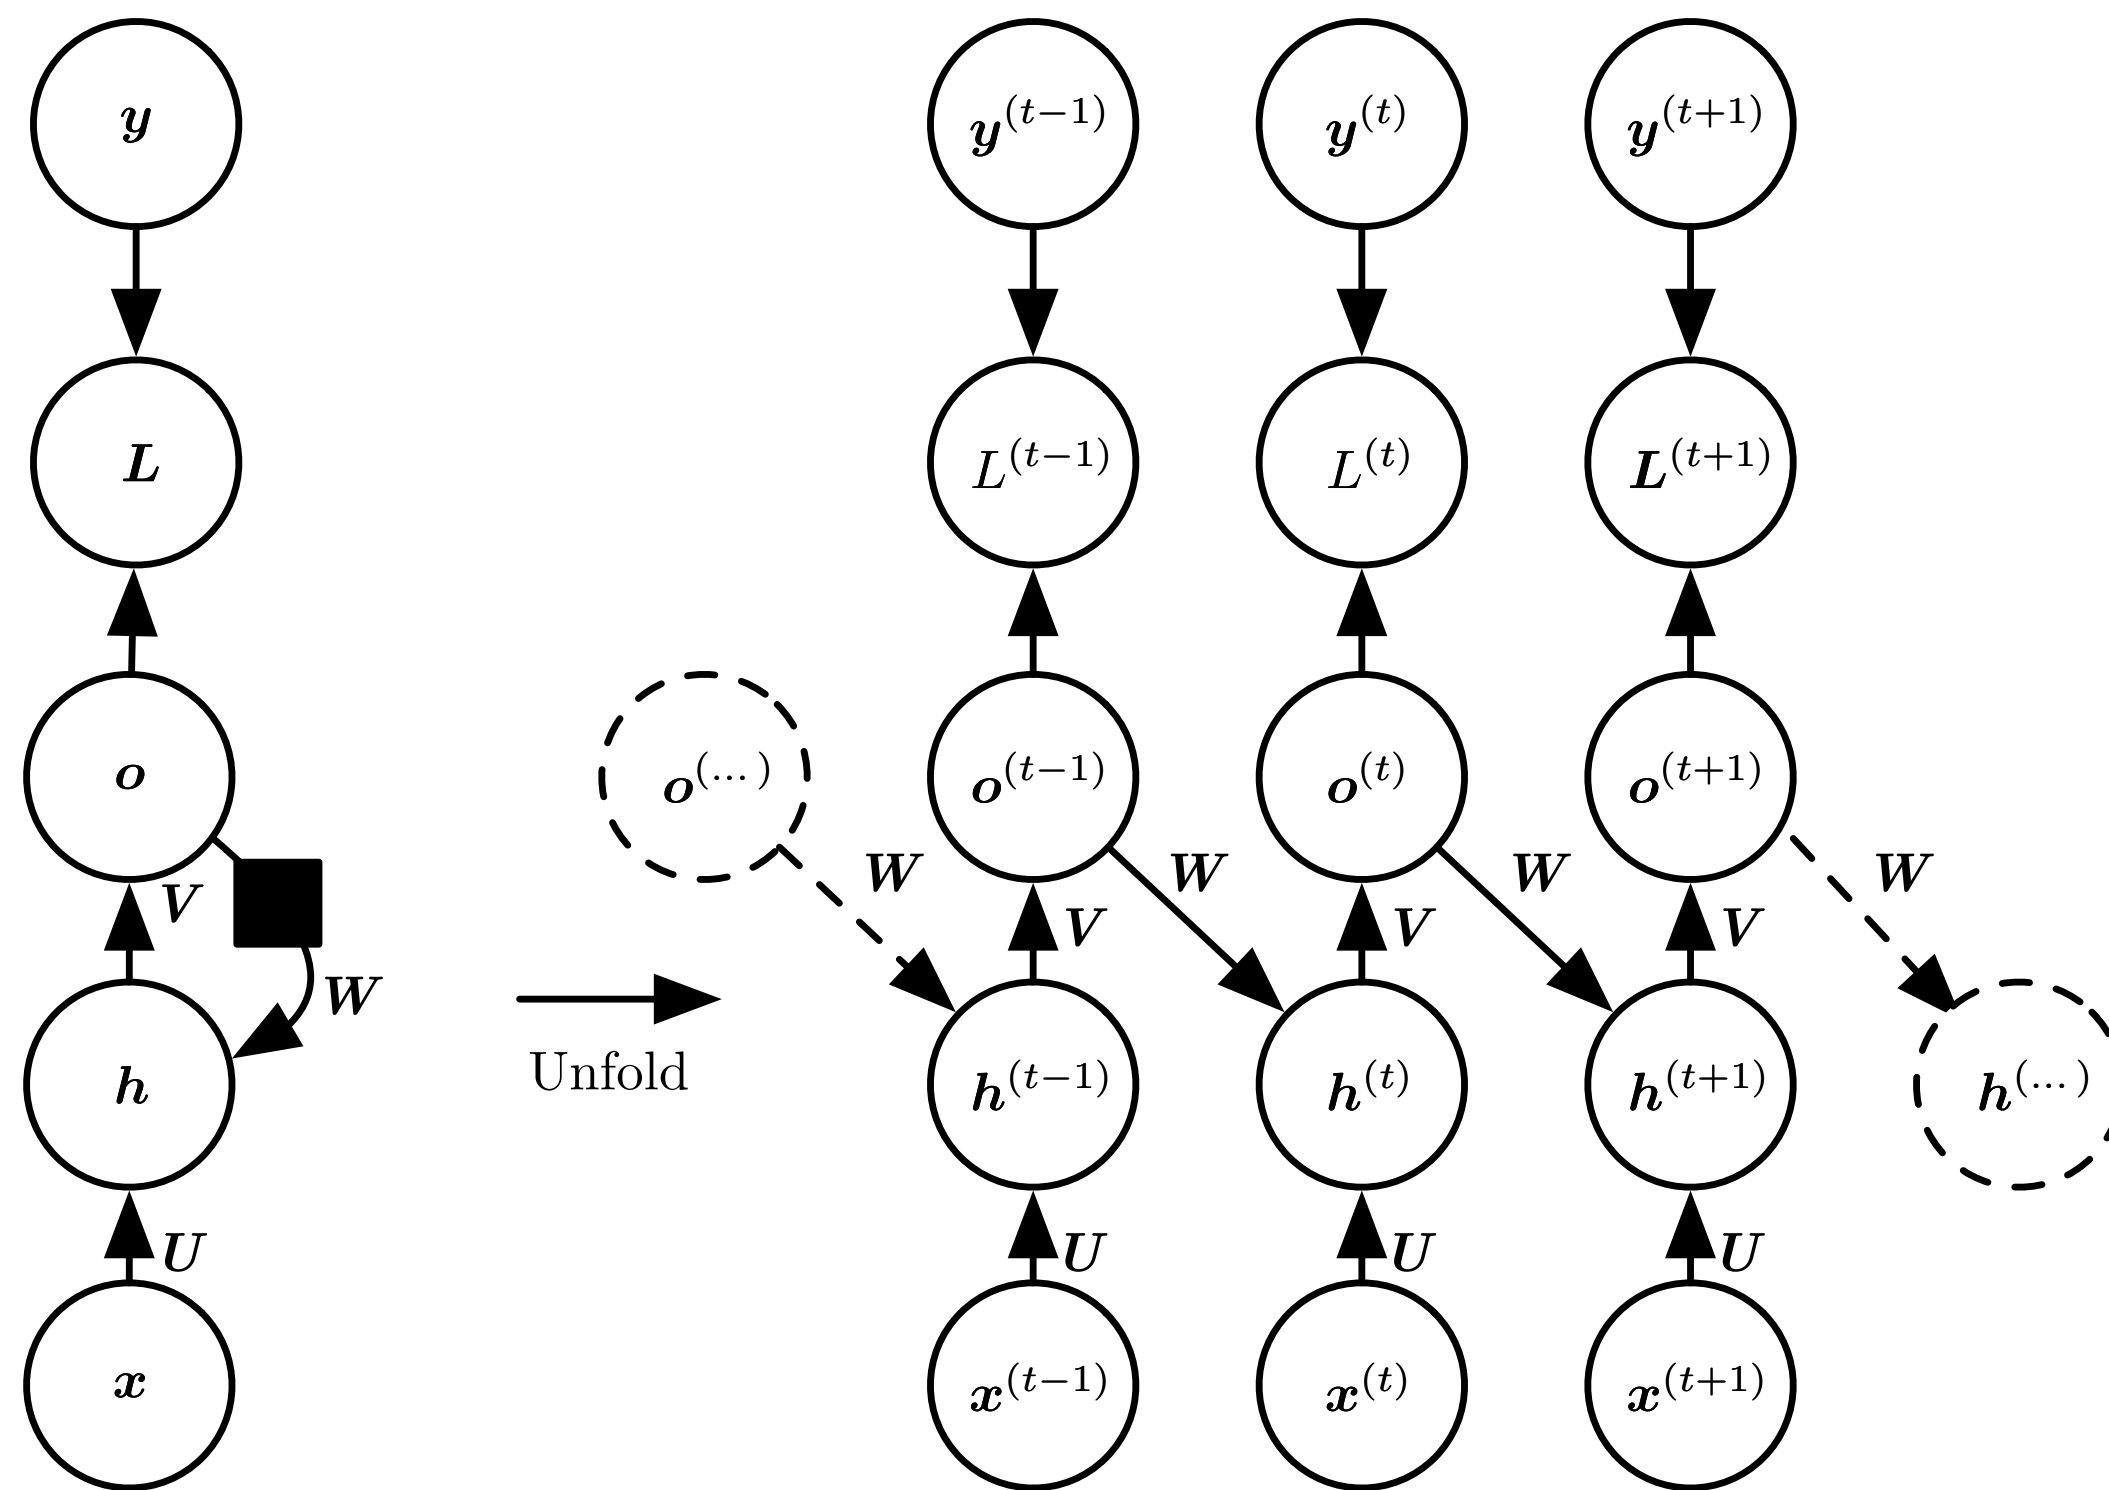 y y^(t−1) y^(t) y^(t+1)
L L^(t−1) L^(t) L^(t+1)
o o^(...) o^(t−1) o^(t) o^(t+1)
W W W W
V V V V
W
Unfold
h h^(t−1) h^(t) h^(t+1) h^(...)
U U U U
x x^(t−1) x^(t) x^(t+1)